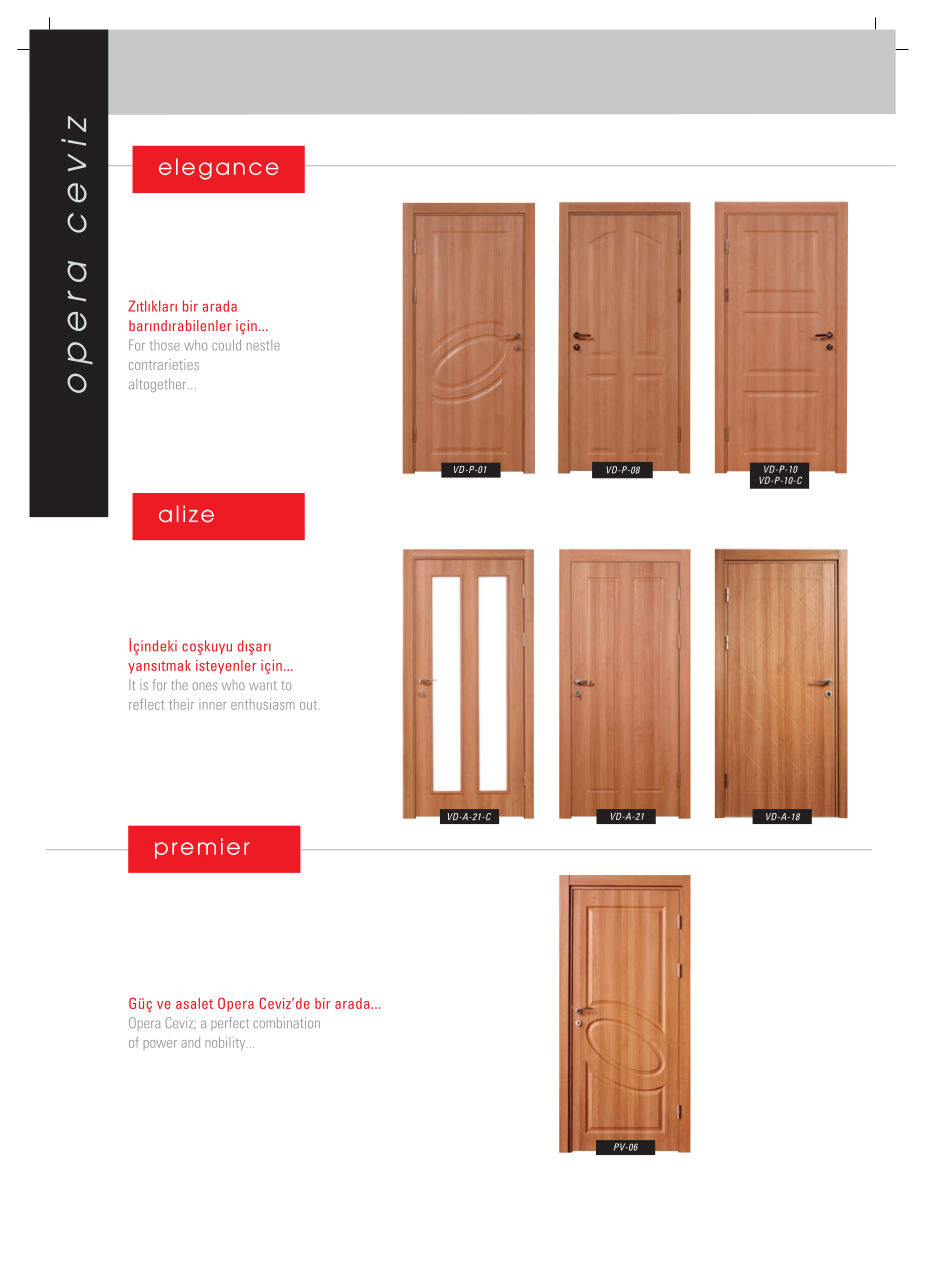 opera ceviz
elegance
Zıtlıkları bir arada
barındırabilenler için...
For those who could nestle
contrarieties
altogether...
VD-P-01
VD-P-08
VD-P-10
VD-P-10-C
alize
İçindeki coşkuyu dışarı
yansıtmak isteyenler için...
It is for the ones who want to
reflect their inner enthusiasm out.
VD-A-21-C
VD-A-21
VD-A-18
premier
Güç ve asalet Opera Ceviz’de bir arada...
Opera Ceviz; a perfect combination
of power and nobility...
PV-06